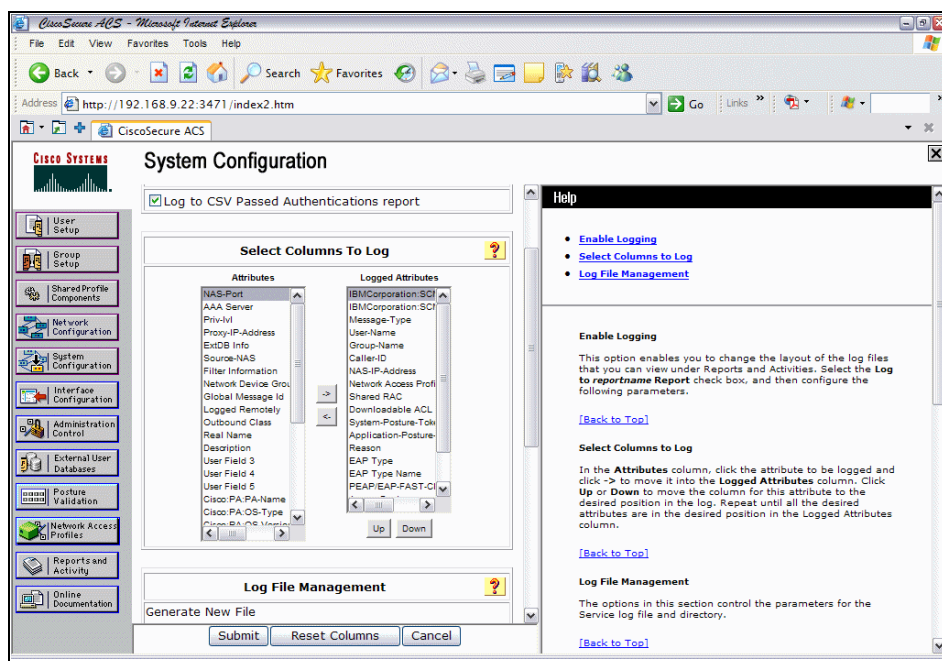 CiscoSecure ACS - Microsoft Internet Explorer
File Edit View Favorites Tools Help
Back Search Favorites
Address http://192.168.9.22:3471/index2.htm Go Links »
CiscoSecure ACS
CISCO SYSTEMS
User Setup
Group Setup
Shared Profile Components
Network Configuration
System Configuration
Interface Configuration
Administration Control
External User Databases
Posture Validation
Network Access Profiles
Reports and Activity
Online Documentation
System Configuration
Log to CSV Passed Authentications report
Select Columns To Log
?
Attributes
NAS-Port
AAA Server
Priv-lvl
Proxy-IP-Address
ExtDB Info
Source-NAS
Filter Information
Network Device Grou
Global Message Id
Logged Remotely
Outbound Class
Real Name
Description
User Field 3
User Field 4
User Field 5
Cisco:PA:PA-Name
Cisco:PA:OS-Type
Cisco:PA:OS-Version
->
<-
Logged Attributes
IBMCorporation:SCM
IBMCorporation:SCM
Message-Type
User-Name
Group-Name
Caller-ID
NAS-IP-Address
Network Access Profi
Shared RAC
Downloadable ACL
System-Posture-Toke
Application-Posture-
Reason
EAP Type
EAP Type Name
PEAP/EAP-FAST-Cl
Up Down
Log File Management
?
Generate New File
Submit Reset Columns Cancel
Help
Enable Logging
Select Columns to Log
Log File Management
Enable Logging
This option enables you to change the layout of the log files
that you can view under Reports and Activities. Select the Log
to reportname Report check box, and then configure the
following parameters.
[Back to Top]
Select Columns to Log
In the Attributes column, click the attribute to be logged and
click -> to move it into the Logged Attributes column. Click
Up or Down to move the column for this attribute to the
desired position in the log. Repeat until all the desired
attributes are in the desired position in the Logged Attributes
column.
[Back to Top]
Log File Management
The options in this section control the parameters for the
Service log file and directory.
[Back to Top]